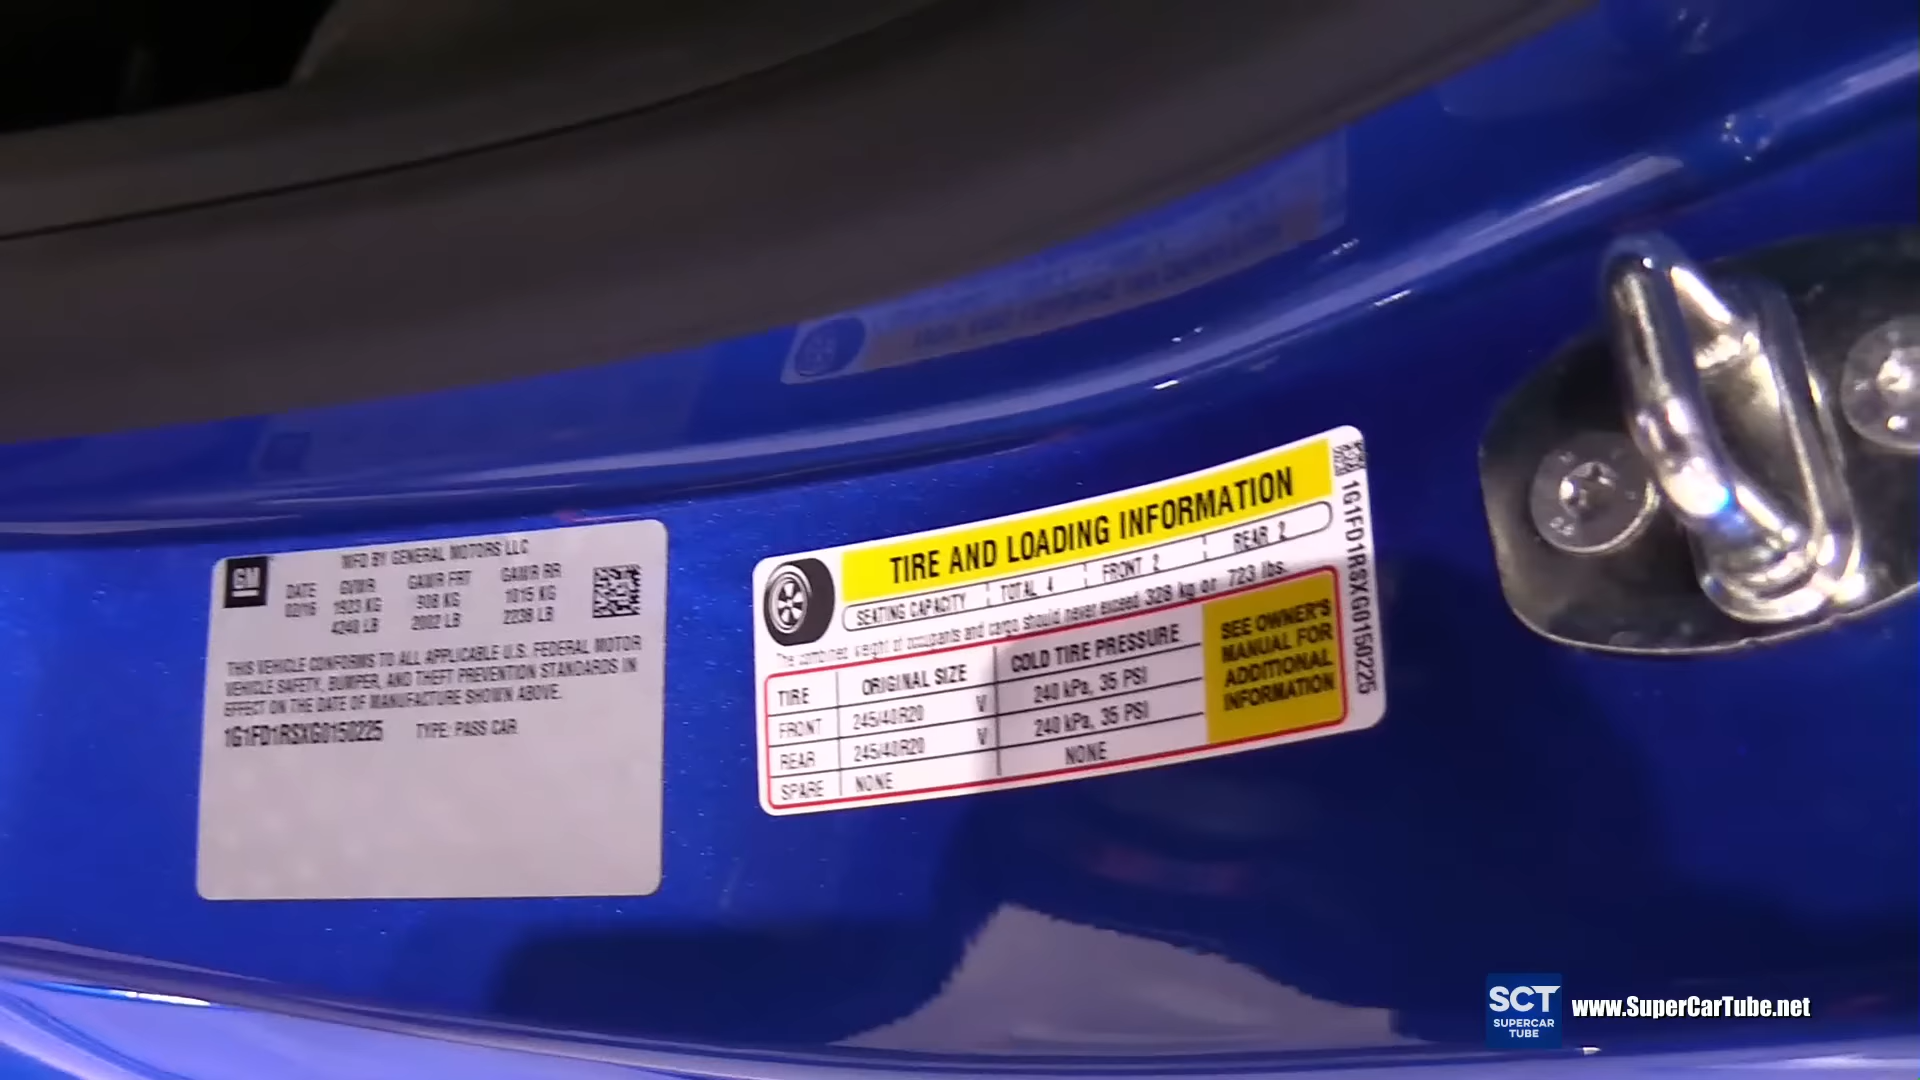 GM
MFD BY GENERAL MOTORS LLC
DATE GVWR GAWR FRT GAWR RR
02/16 1923 KG 908 KG 1015 KG
4240 LB 2002 LB 2238 LB
THIS VEHICLE CONFORMS TO ALL APPLICABLE U.S. FEDERAL MOTOR
VEHICLE SAFETY, BUMPER, AND THEFT PREVENTION STANDARDS IN
EFFECT ON THE DATE OF MANUFACTURE SHOWN ABOVE.
1G1FD1RSXG0150225 TYPE: PASS CAR
TIRE AND LOADING INFORMATION
SEATING CAPACITY TOTAL 4 FRONT 2 REAR 2
The combined weight of occupants and cargo should never exceed 328 kg or 723 lbs.
TIRE ORIGINAL SIZE COLD TIRE PRESSURE
FRONT 245/40R20 V 240 kPa, 35 PSI
REAR 245/40R20 V 240 kPa, 35 PSI
SPARE NONE NONE
SEE OWNER'S
MANUAL FOR
ADDITIONAL
INFORMATION
1G1FD1RSXG0150225
SCT
SUPERCAR
TUBE
www.SuperCarTube.net